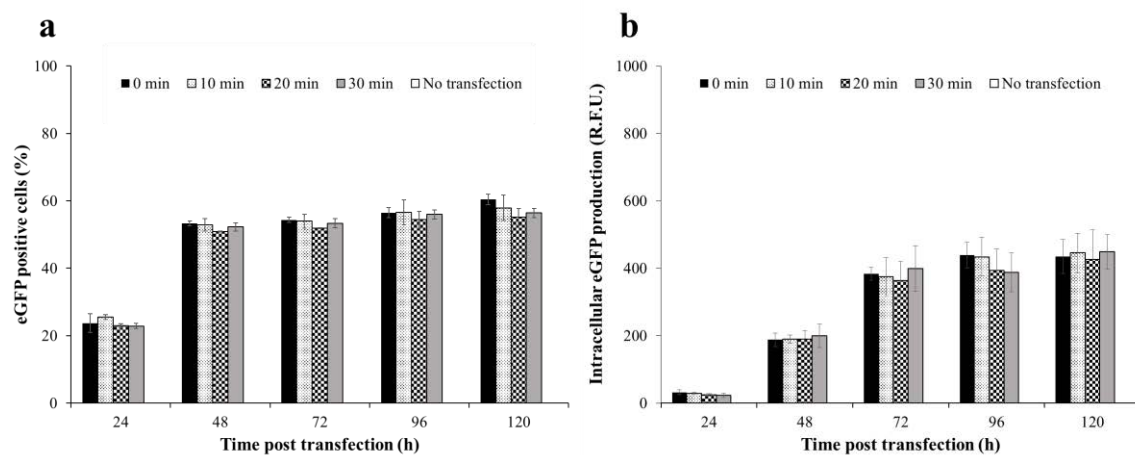 a
100
80
60
40
20
0
eGFP positive cells (%)
0 min 10 min 20 min 30 min No transfection
24 48 72 96 120
Time post transfection (h)
b
1000
800
600
400
200
0
Intracellular eGFP production (R.F.U.)
0 min 10 min 20 min 30 min No transfection
24 48 72 96 120
Time post transfection (h)